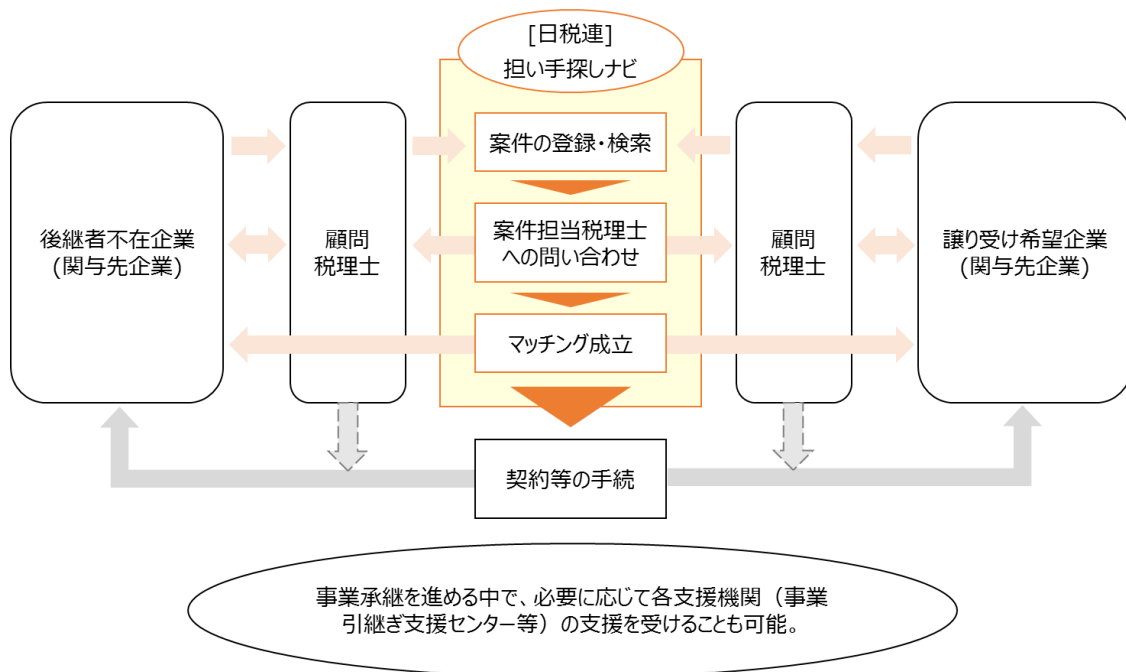 [日税連]
担い手探しナビ
案件の登録・検索
後継者不在企業
(関与先企業)
顧問
税理士
案件担当税理士
への問い合わせ
顧問
税理士
譲り受け希望企業
(関与先企業)
マッチング成立
契約等の手続
事業承継を進める中で、必要に応じて各支援機関（事業
引継ぎ支援センター等）の支援を受けることも可能。